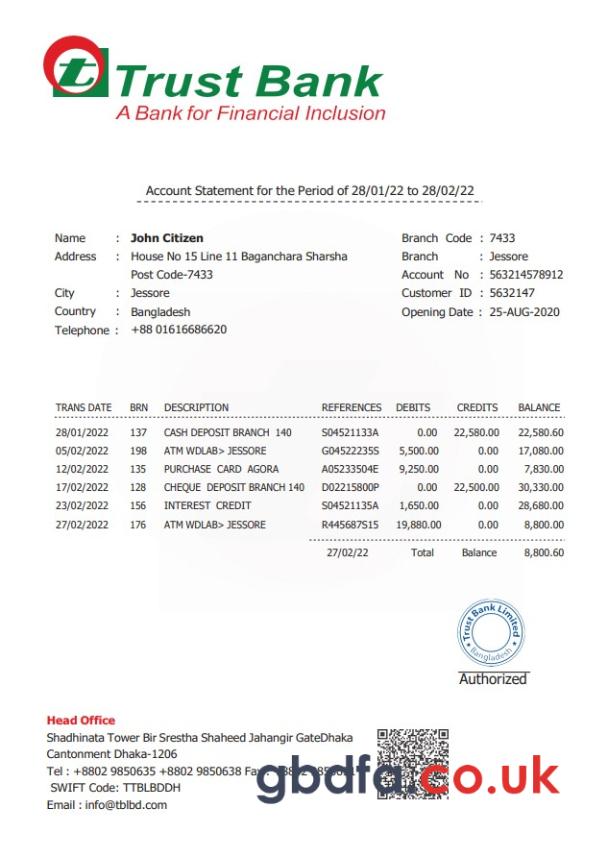 t Trust Bank
A Bank for Financial Inclusion
Account Statement for the Period of 28/01/22 to 28/02/22
Name : John Citizen
Address : House No 15 Line 11 Baganchara Sharsha
Post Code-7433
City : Jessore
Country : Bangladesh
Telephone : +88 01616686620
Branch Code : 7433
Branch : Jessore
Account No : 563214578912
Customer ID : 5632147
Opening Date : 25-AUG-2020
TRANS DATE BRN DESCRIPTION REFERENCES DEBITS CREDITS BALANCE
28/01/2022 137 CASH DEPOSIT BRANCH 140 S04521133A 0.00 22,580.00 22,580.60
05/02/2022 198 ATM WDLAB> JESSORE G04522235S 5,500.00 0.00 17,080.00
12/02/2022 135 PURCHASE CARD AGORA A05233504E 9,250.00 0.00 7,830.00
17/02/2022 128 CHEQUE DEPOSIT BRANCH 140 D02215800P 0.00 22,500.00 30,330.00
23/02/2022 156 INTEREST CREDIT S04521135A 1,650.00 0.00 28,680.00
27/02/2022 176 ATM WDLAB> JESSORE R445687S15 19,880.00 0.00 8,800.00
27/02/22 Total Balance 8,800.60
Trust Bank Limited
Bangladesh
Authorized
Head Office
Shadhinata Tower Bir Srestha Shaheed Jahangir GateDhaka
Cantonment Dhaka-1206
Tel : +8802 9850635 +8802 9850638 Fax
SWIFT Code: TTBLBDDH
Email : info@tblbd.com
gbdfd.co.uk